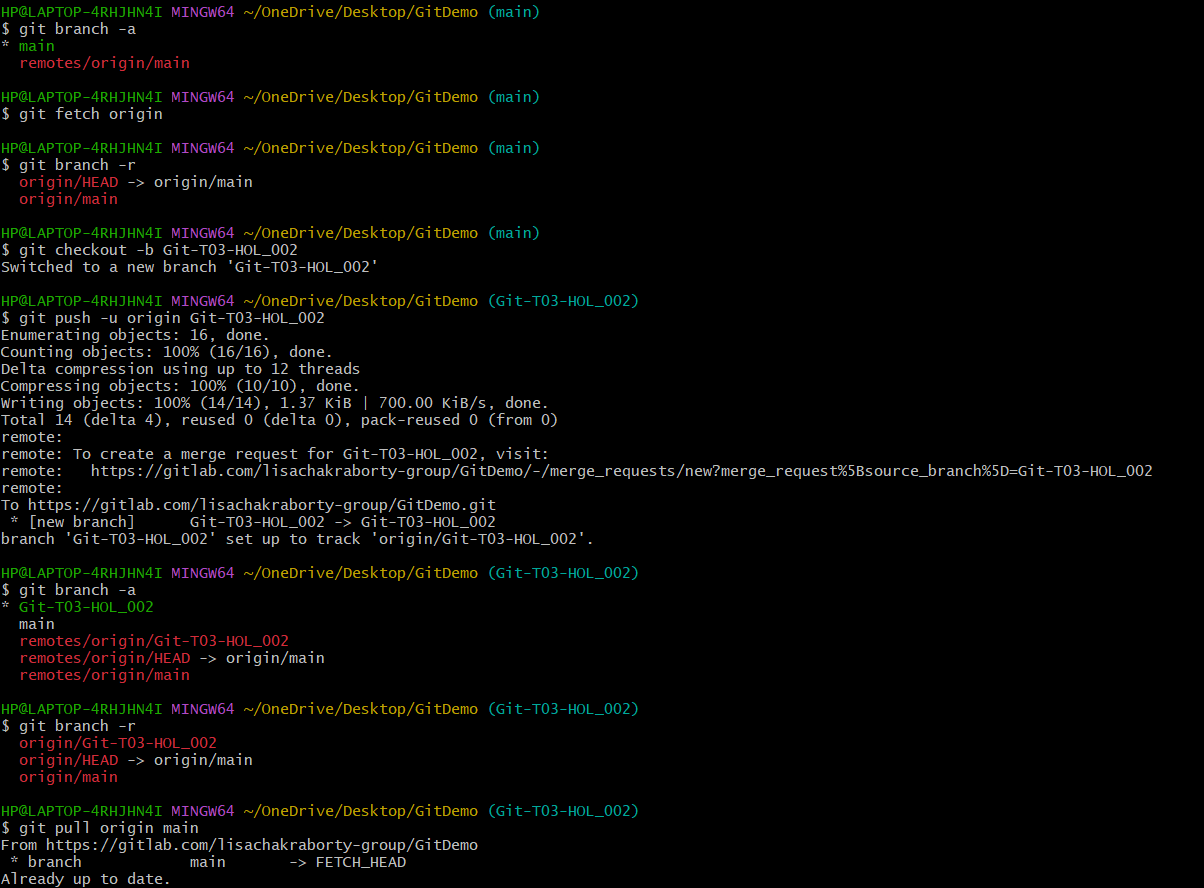 HP@LAPTOP-4RHJHN4I MINGW64 ~/OneDrive/Desktop/GitDemo (main)
$ git branch -a
* main
  remotes/origin/main

HP@LAPTOP-4RHJHN4I MINGW64 ~/OneDrive/Desktop/GitDemo (main)
$ git fetch origin

HP@LAPTOP-4RHJHN4I MINGW64 ~/OneDrive/Desktop/GitDemo (main)
$ git branch -r
  origin/HEAD -> origin/main
  origin/main

HP@LAPTOP-4RHJHN4I MINGW64 ~/OneDrive/Desktop/GitDemo (main)
$ git checkout -b Git-T03-HOL_002
Switched to a new branch 'Git-T03-HOL_002'

HP@LAPTOP-4RHJHN4I MINGW64 ~/OneDrive/Desktop/GitDemo (Git-T03-HOL_002)
$ git push -u origin Git-T03-HOL_002
Enumerating objects: 16, done.
Counting objects: 100% (16/16), done.
Delta compression using up to 12 threads
Compressing objects: 100% (10/10), done.
Writing objects: 100% (14/14), 1.37 KiB | 700.00 KiB/s, done.
Total 14 (delta 4), reused 0 (delta 0), pack-reused 0 (from 0)
remote:
remote: To create a merge request for Git-T03-HOL_002, visit:
remote:   https://gitlab.com/lisachakraborty-group/GitDemo/-/merge_requests/new?merge_request%5Bsource_branch%5D=Git-T03-HOL_002
remote:
To https://gitlab.com/lisachakraborty-group/GitDemo.git
 * [new branch]      Git-T03-HOL_002 -> Git-T03-HOL_002
branch 'Git-T03-HOL_002' set up to track 'origin/Git-T03-HOL_002'.

HP@LAPTOP-4RHJHN4I MINGW64 ~/OneDrive/Desktop/GitDemo (Git-T03-HOL_002)
$ git branch -a
* Git-T03-HOL_002
  main
  remotes/origin/Git-T03-HOL_002
  remotes/origin/HEAD -> origin/main
  remotes/origin/main

HP@LAPTOP-4RHJHN4I MINGW64 ~/OneDrive/Desktop/GitDemo (Git-T03-HOL_002)
$ git branch -r
  origin/Git-T03-HOL_002
  origin/HEAD -> origin/main
  origin/main

HP@LAPTOP-4RHJHN4I MINGW64 ~/OneDrive/Desktop/GitDemo (Git-T03-HOL_002)
$ git pull origin main
From https://gitlab.com/lisachakraborty-group/GitDemo
 * branch            main       -> FETCH_HEAD
Already up to date.